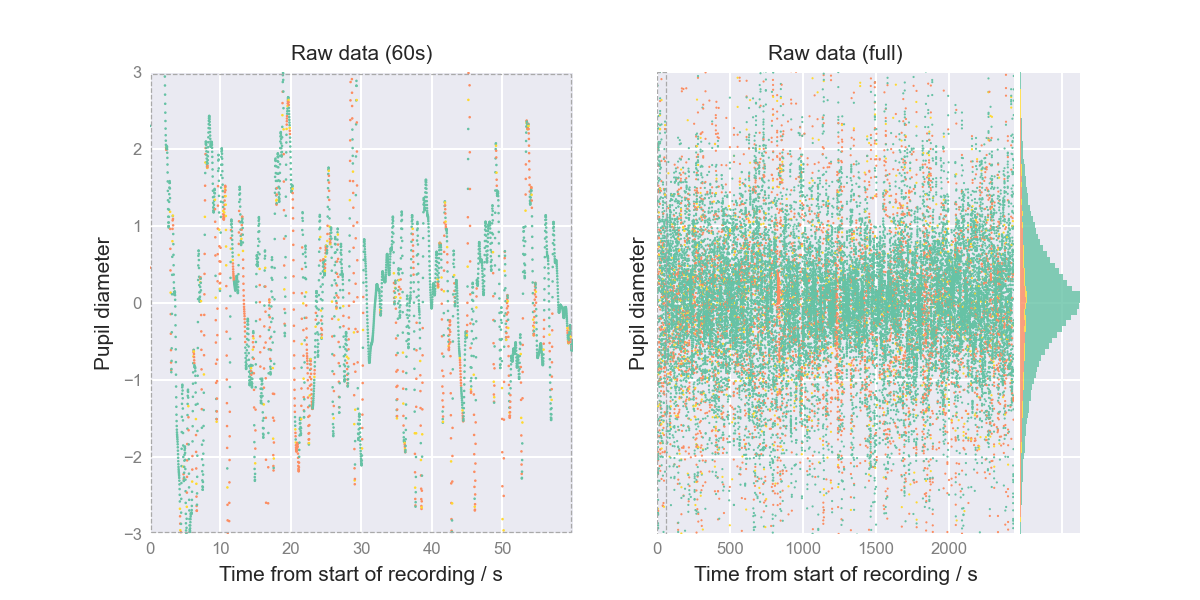 Raw data (60s)
Raw data (full)
Pupil diameter
3
2
1
0
−1
−2
−3
0 10 20 30 40 50
Time from start of recording / s
Pupil diameter
0 500 1000 1500 2000
Time from start of recording / s